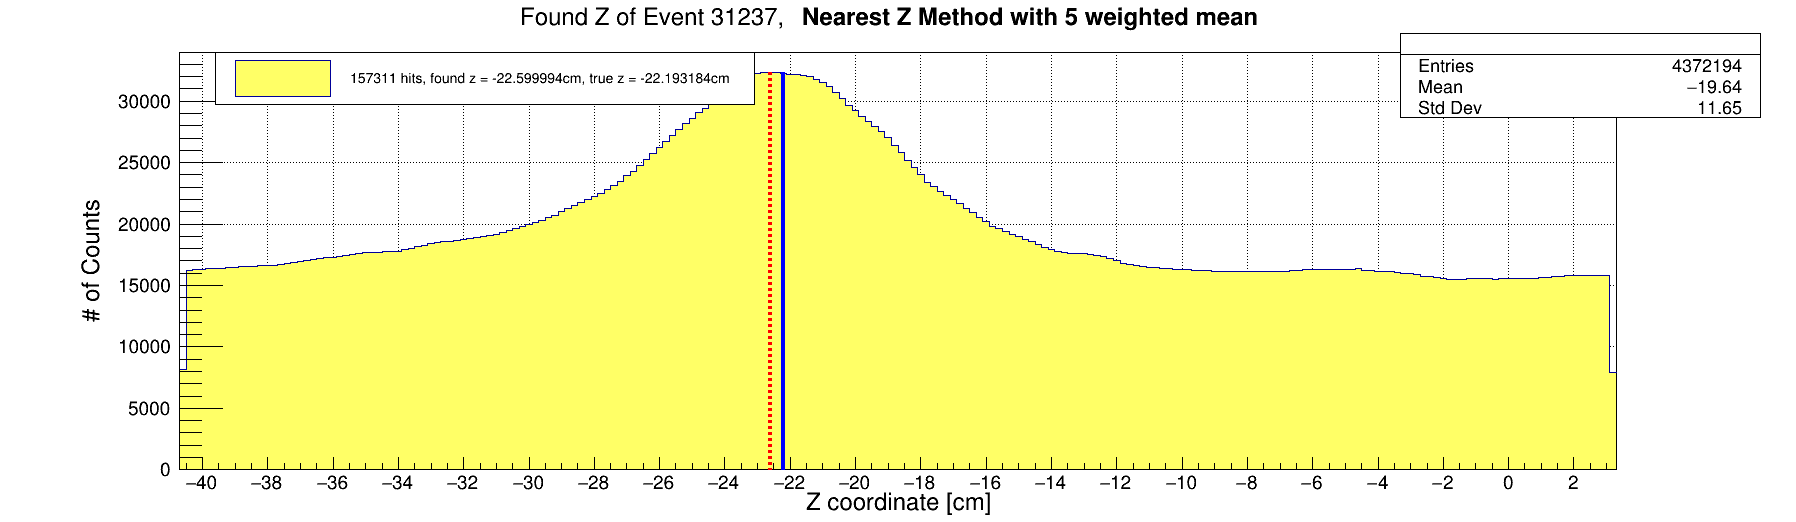 Found Z of Event 31237, Nearest Z Method with 5 weighted mean
157311 hits, found z = -22.599994cm, true z = -22.193184cm
Entries 4372194
Mean −19.64
Std Dev 11.65
30000
25000
20000
15000
10000
5000
0
# of Counts
−40 −38 −36 −34 −32 −30 −28 −26 −24 −22 −20 −18 −16 −14 −12 −10 −8 −6 −4 −2 0 2
Z coordinate [cm]